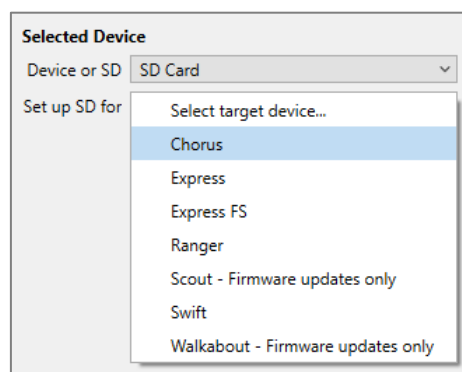 Selected Device
Device or SD SD Card
Set up SD for
Select target device...
Chorus
Express
Express FS
Ranger
Scout - Firmware updates only
Swift
Walkabout - Firmware updates only